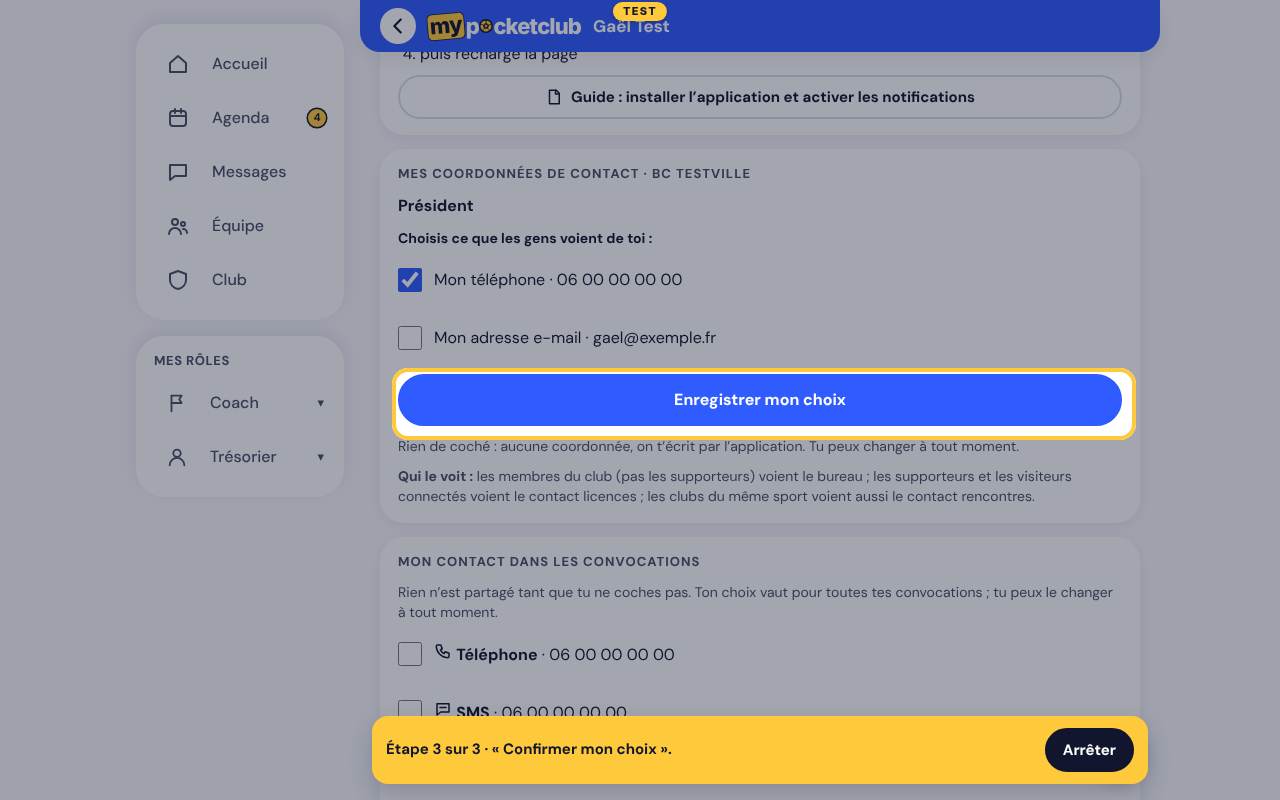 TEST
mypocketclub Gaël Test
Accueil
Agenda 4
Messages
Équipe
Club
MES RÔLES
Coach ▾
Trésorier ▾
4. puis recharge la page
Guide : installer l’application et activer les notifications
MES COORDONNÉES DE CONTACT · BC TESTVILLE
Président
Choisis ce que les gens voient de toi :
Mon téléphone · 06 00 00 00 00
Mon adresse e-mail · gael@exemple.fr
Enregistrer mon choix
Rien de coché : aucune coordonnée, on t’écrit par l’application. Tu peux changer à tout moment.
Qui le voit : les membres du club (pas les supporteurs) voient le bureau ; les supporteurs et les visiteurs
connectés voient le contact licences ; les clubs du même sport voient aussi le contact rencontres.
MON CONTACT DANS LES CONVOCATIONS
Rien n’est partagé tant que tu ne coches pas. Ton choix vaut pour toutes tes convocations ; tu peux le changer
à tout moment.
Téléphone · 06 00 00 00 00
SMS · 06 00 00 00 00
Étape 3 sur 3 · « Confirmer mon choix ».
Arrêter